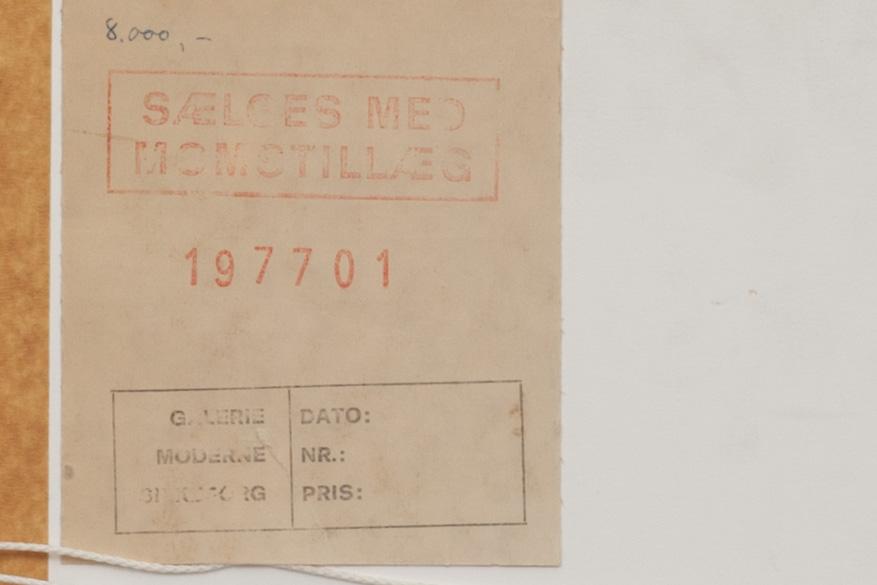 8.000,-
SÆLGES MED
MOMSTILLÆG
197701
GALERIE
MODERNE
DATO:
NR.:
PRIS: